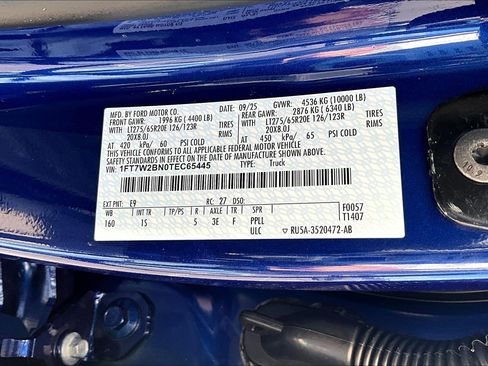 MFD. BY FORD MOTOR CO. 09/25 GVWR: 4536 KG (10000 LB)
FRONT GAWR: 1996 KG ( 4400 LB) REAR GAWR: 2876 KG ( 6340 LB)
WITH LT275/65R20E 126/123R TIRES WITH LT275/65R20E 126/123R TIRES
20X8.0J RIMS 20X8.0J RIMS
AT 420 kPa/ 60 PSI COLD AT 450 kPa/ 65 PSI COLD
THIS VEHICLE CONFORMS TO ALL APPLICABLE FEDERAL MOTOR VEHICLE SAFETY
STANDARDS IN EFFECT ON THE DATE OF MANUFACTURE SHOWN ABOVE.
VIN: 1FT7W2BN0TEC65445 TYPE: Truck
EXT PNT: E9 RC: 27 DSO:
WB INT TR TP/PS R AXLE TR SPR F0057
160 1S 5 3E F PPLL T1407
ULC RU5A-3520472-AB